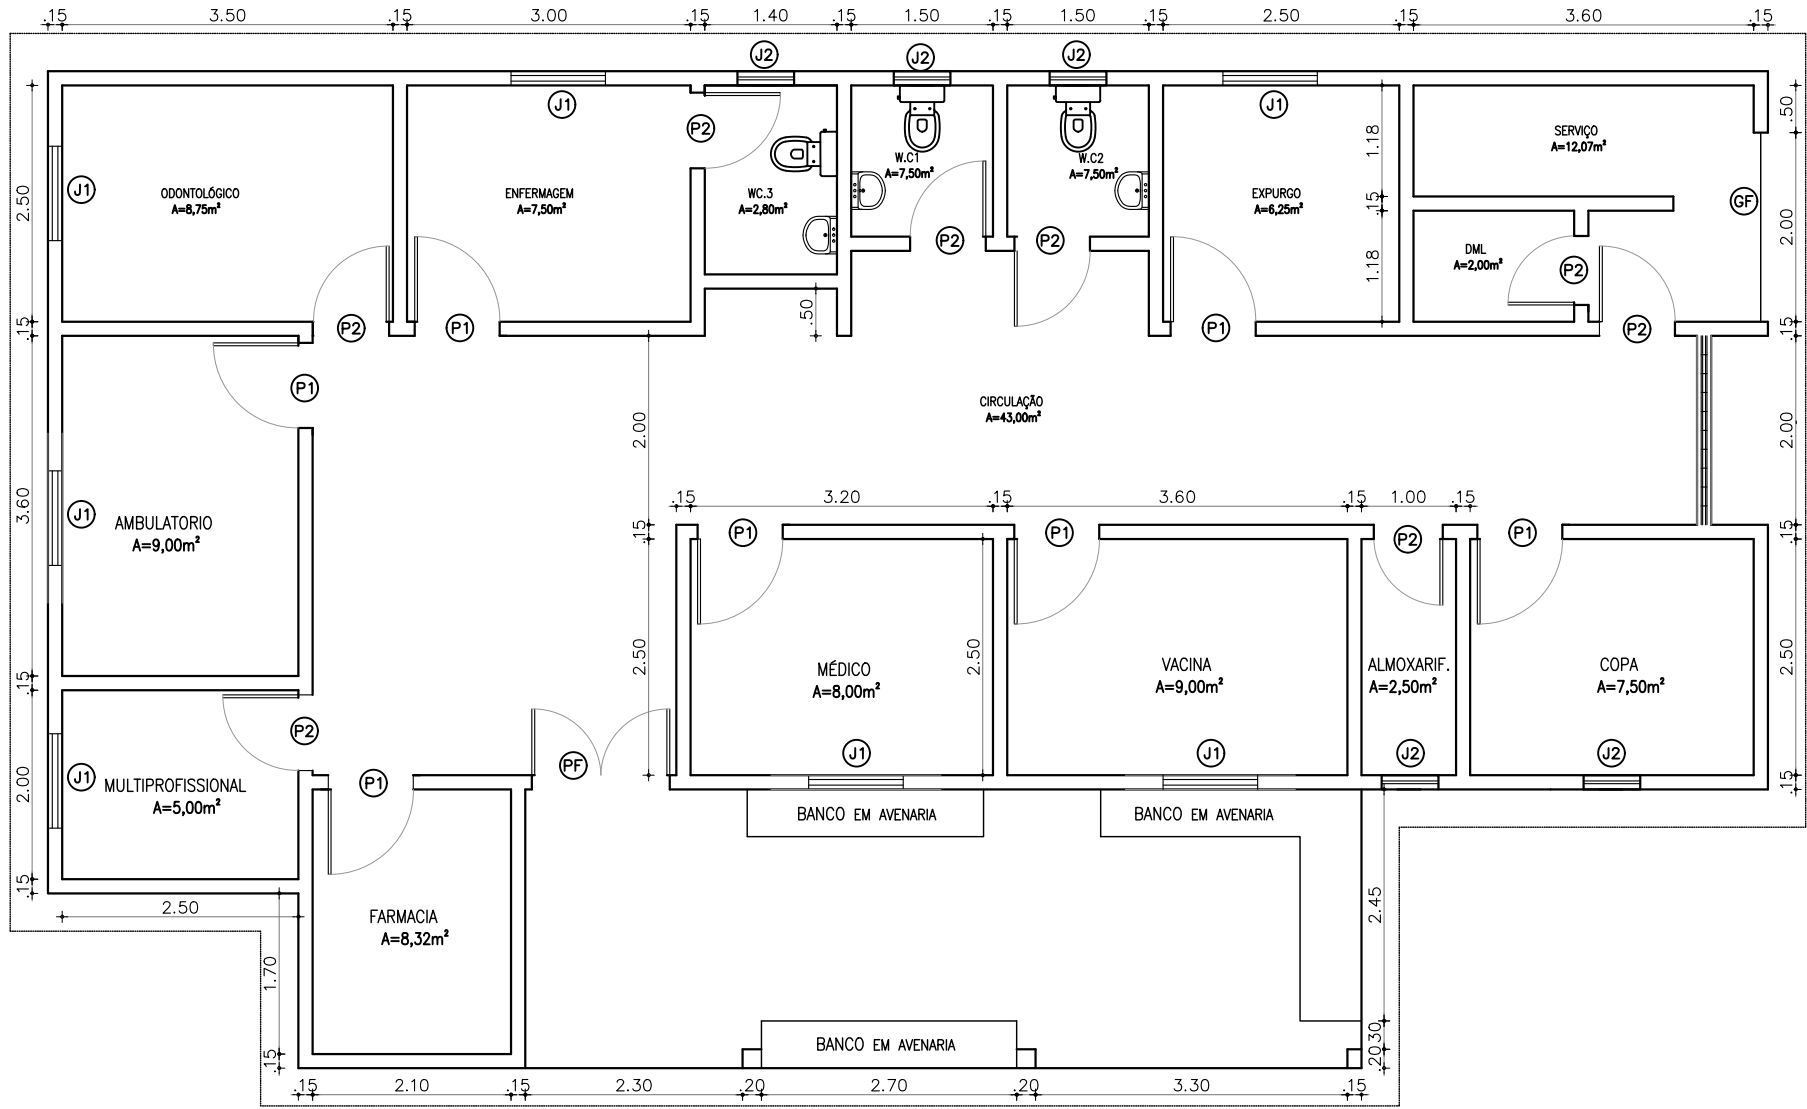 .15 3.50 .15 3.00 .15 1.40 .15 1.50 .15 1.50 .15 2.50 .15 3.60 .15
J2 J2 J2
J1 J1
P2
SERVIÇO
A=12,07m²
.50
1.18
W.C1
A=7,50m²
W.C2
A=7,50m²
J1
ODONTOLÓGICO
A=8,75m²
ENFERMAGEM
A=7,50m²
WC.3
A=2,80m²
EXPURGO
A=6,25m²
GF
2.50
.15
2.00
P2 P2
DML
A=2,00m²
P2
1.18
.50
.15 P2 P1 P1 P2 .15
P1
CIRCULAÇÃO
A=43,00m²
2.00 2.00
3.60
.15 3.20 .15 3.60 .15 1.00 .15
J1
AMBULATORIO
A=9,00m²
.15 P1 P1 P2 P1 .15
2.50 2.50 2.50
MÉDICO
A=8,00m²
VACINA
A=9,00m²
ALMOXARIF.
A=2,50m²
COPA
A=7,50m²
.15
P2
J1 J1 J2 J2
J1
PF
P1
MULTIPROFISSIONAL
A=5,00m²
2.00
.15
BANCO EM AVENARIA
BANCO EM AVENARIA
.15
2.50
2.45
FARMACIA
A=8,32m²
1.70
.30
BANCO EM AVENARIA
.15
.20
.15 2.10 .15 2.30 .20 2.70 .20 3.30 .15